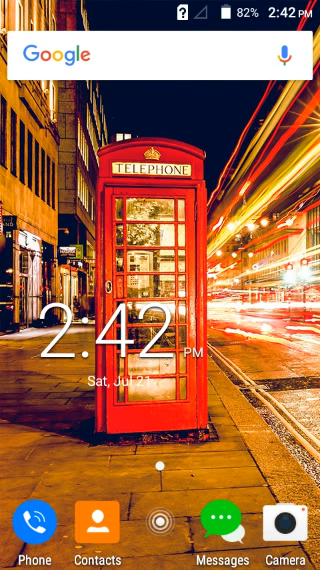 82% 2:42 PM
Google
TELEPHONE
2:42 PM
Sat, Jul 21
Phone Contacts Messages Camera